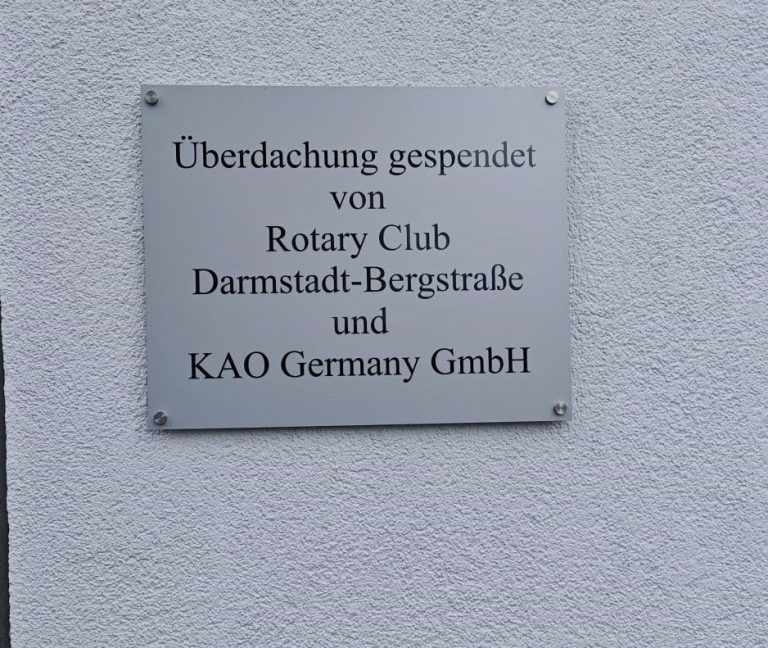 Überdachung gespendet
von
Rotary Club
Darmstadt-Bergstraße
und
KAO Germany GmbH